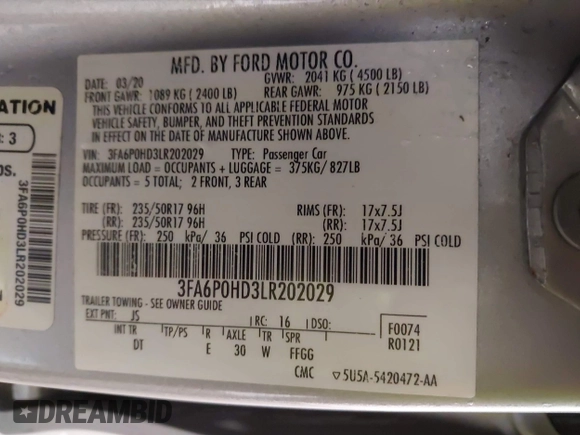 MFD. BY FORD MOTOR CO.
DATE: 03/20 GVWR: 2041 KG ( 4500 LB)
FRONT GAWR: 1089 KG ( 2400 LB) REAR GAWR: 975 KG ( 2150 LB)
THIS VEHICLE CONFORMS TO ALL APPLICABLE FEDERAL MOTOR
VEHICLE SAFETY, BUMPER, AND THEFT PREVENTION STANDARDS
IN EFFECT ON THE DATE OF MANUFACTURE SHOWN ABOVE.
VIN: 3FA6P0HD3LR202029 TYPE: Passenger Car
MAXIMUM LOAD = OCCUPANTS + LUGGAGE = 375KG/ 827LB
OCCUPANTS = 5 TOTAL; 2 FRONT, 3 REAR
TIRE (FR): 235/50R17 96H RIMS (FR): 17x7.5J
(RR): 235/50R17 96H (RR): 17x7.5J
PRESSURE (FR): 250 kPa/ 36 PSI COLD (RR): 250 kPa/ 36 PSI COLD
3FA6P0HD3LR202029
TRAILER TOWING - SEE OWNER GUIDE
EXT PNT: JS RC: 16 DSO: F0074
INT TR TP/PS R AXLE TR SPR R0121
DT E 30 W FFGG
CMC ▽5U5A-5420472-AA
ATION
: 3
OS.
3FA6P0HD3LR202029
DREAMBID